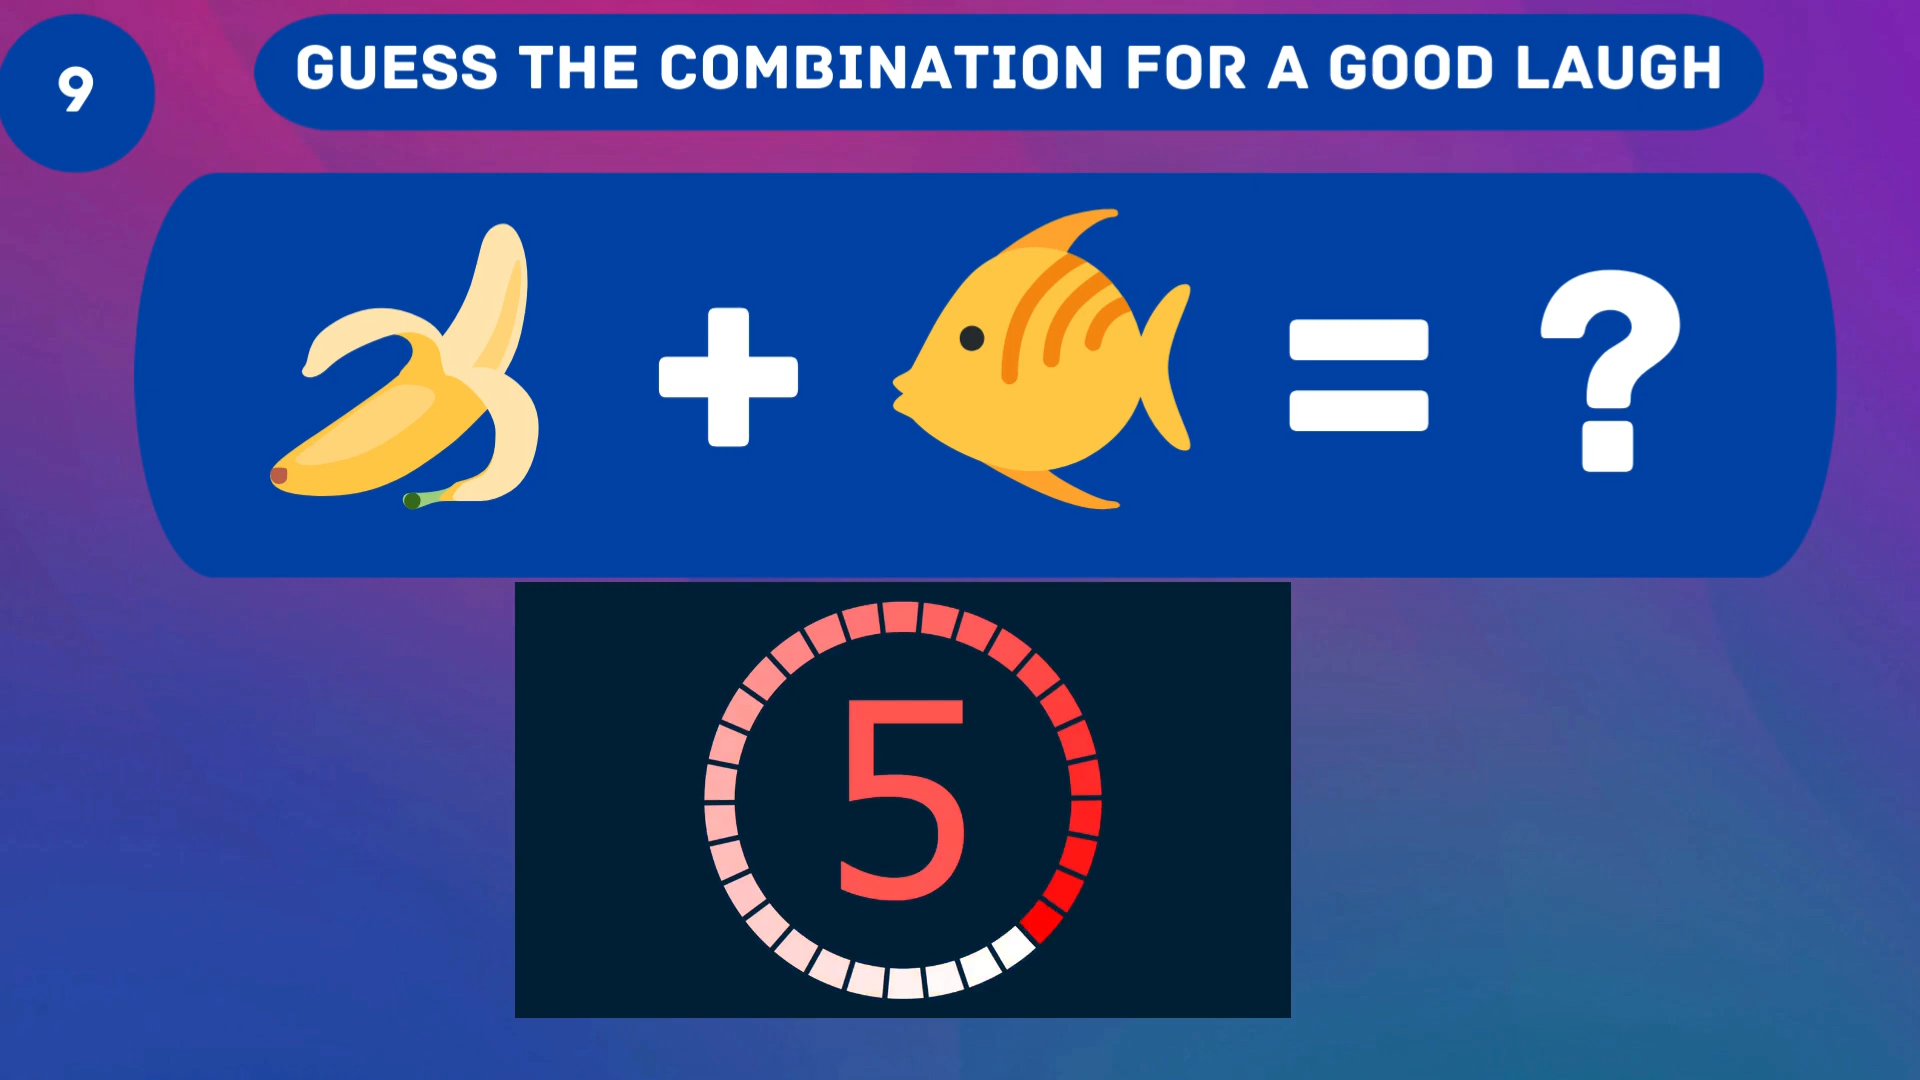 9
GUESS THE COMBINATION FOR A GOOD LAUGH
+ = ?
5